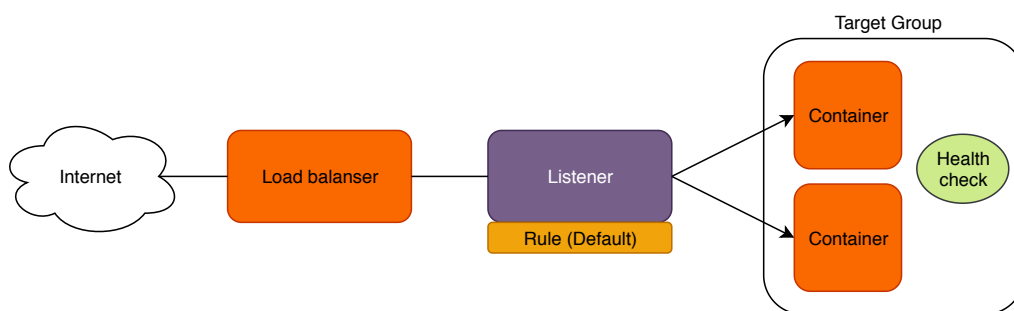 Target Group
Internet
Load balanser
Listener
Rule (Default)
Container
Container
Health
check